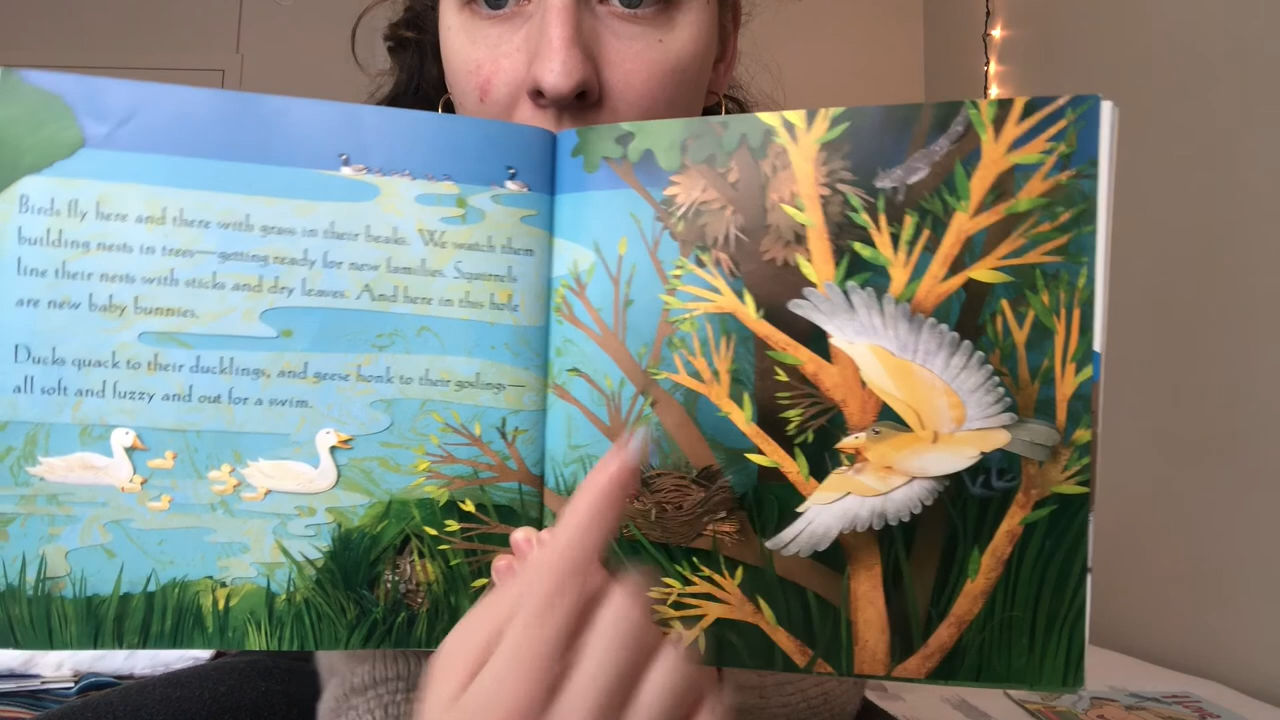 Birds fly here and there with grass in their beaks. We watch them
building nests in trees—getting ready for new families. Squirrels
line their nests with sticks and dry leaves. And here in this hole
are new baby bunnies.
Ducks quack to their ducklings, and geese honk to their goslings—
all soft and fuzzy and out for a swim.